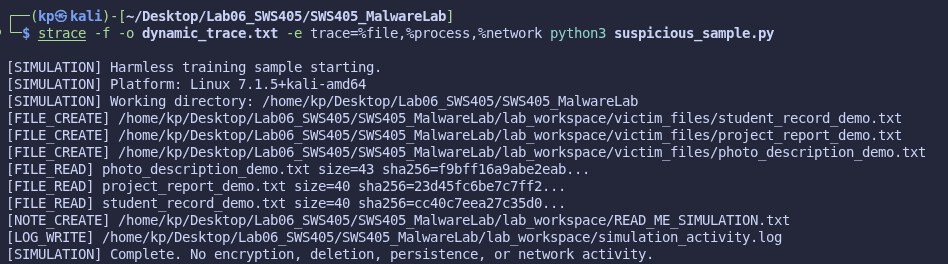 ┌──(kp㉿kali)-[~/Desktop/Lab06_SWS405/SWS405_MalwareLab]
└─$ strace -f -o dynamic_trace.txt -e trace=%file,%process,%network python3 suspicious_sample.py
[SIMULATION] Harmless training sample starting.
[SIMULATION] Platform: Linux 7.1.5+kali-amd64
[SIMULATION] Working directory: /home/kp/Desktop/Lab06_SWS405/SWS405_MalwareLab
[FILE_CREATE] /home/kp/Desktop/Lab06_SWS405/SWS405_MalwareLab/lab_workspace/victim_files/student_record_demo.txt
[FILE_CREATE] /home/kp/Desktop/Lab06_SWS405/SWS405_MalwareLab/lab_workspace/victim_files/project_report_demo.txt
[FILE_CREATE] /home/kp/Desktop/Lab06_SWS405/SWS405_MalwareLab/lab_workspace/victim_files/photo_description_demo.txt
[FILE_READ] photo_description_demo.txt size=43 sha256=f9bff16a9abe2eab...
[FILE_READ] project_report_demo.txt size=40 sha256=23d45fc6be7c7ff2...
[FILE_READ] student_record_demo.txt size=40 sha256=cc40c7eea27c35d0...
[NOTE_CREATE] /home/kp/Desktop/Lab06_SWS405/SWS405_MalwareLab/lab_workspace/READ_ME_SIMULATION.txt
[LOG_WRITE] /home/kp/Desktop/Lab06_SWS405/SWS405_MalwareLab/lab_workspace/simulation_activity.log
[SIMULATION] Complete. No encryption, deletion, persistence, or network activity.